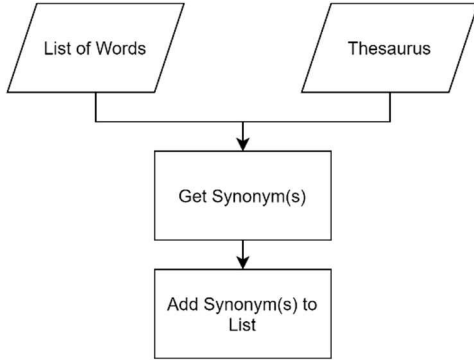 List of Words
Thesaurus
Get Synonym(s)
Add Synonym(s) to
List